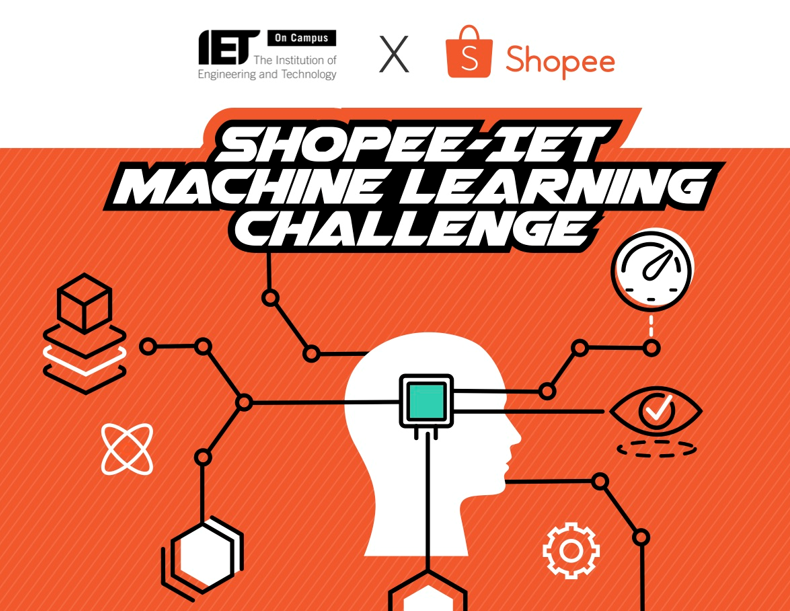 IET On Campus
The Institution of
Engineering and Technology
X
S Shopee
SHOPEE-IET
MACHINE LEARNING
CHALLENGE